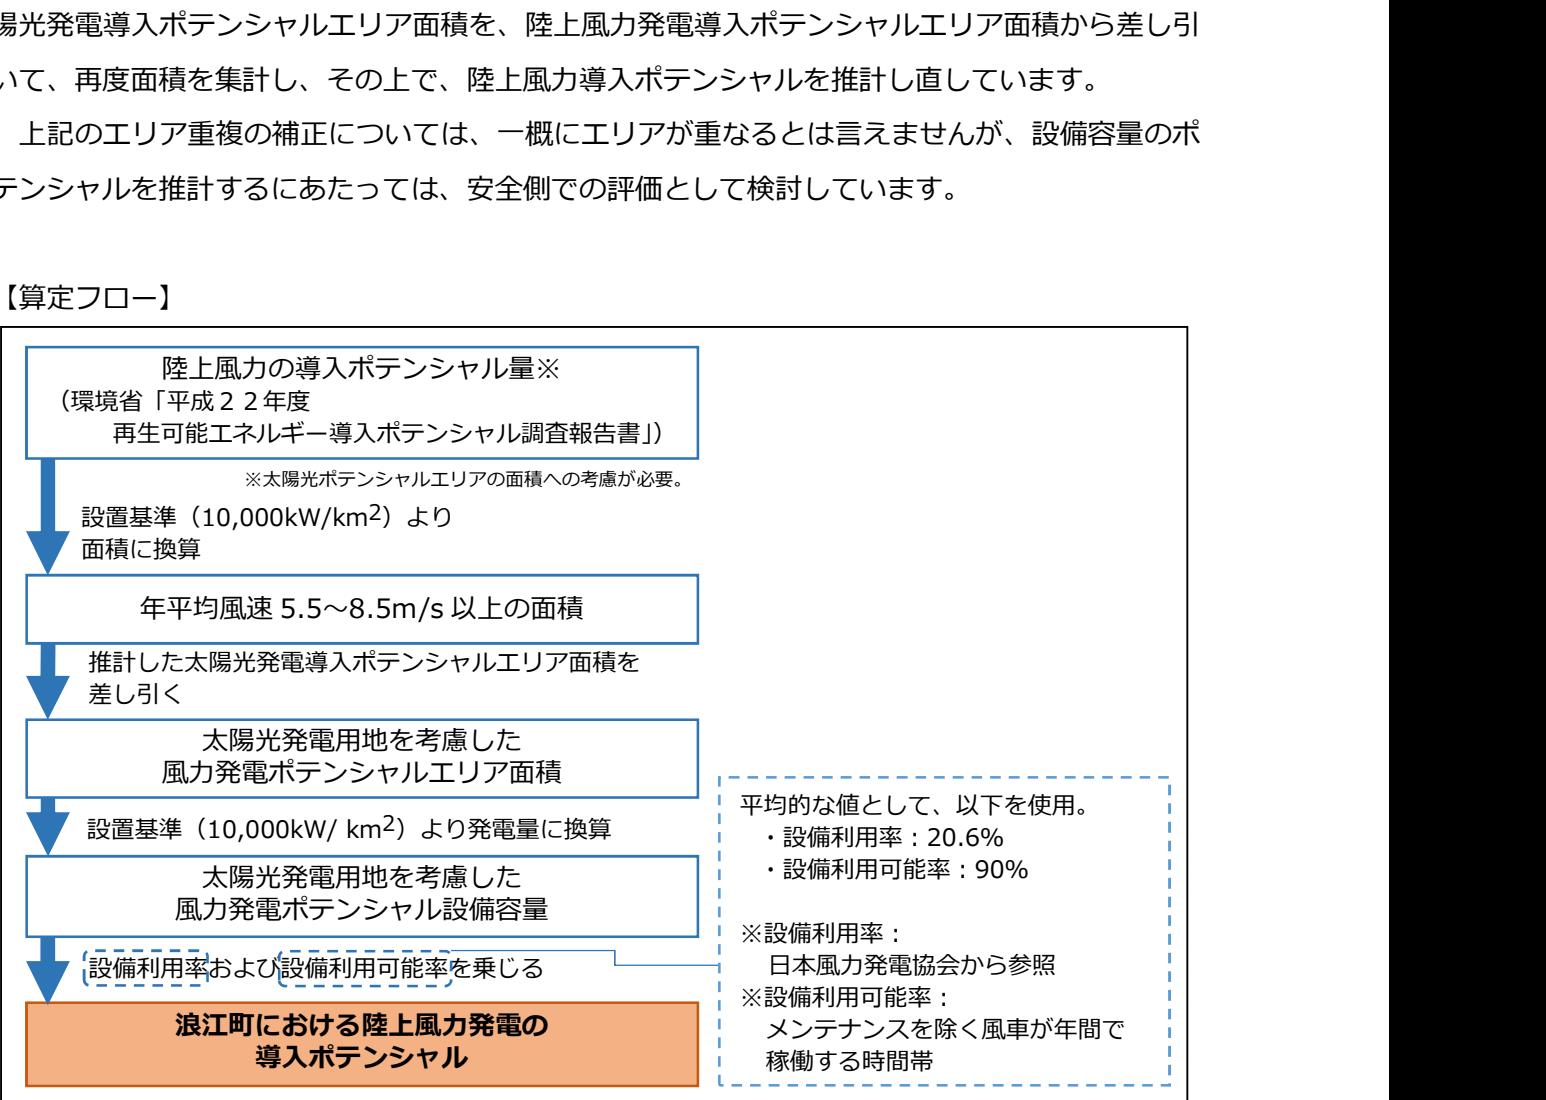 陽光発電導入ポテンシャルエリア面積を、陸上風力発電導入ポテンシャルエリア面積から差し引
いて、再度面積を集計し、その上で、陸上風力導入ポテンシャルを推計し直しています。
上記のエリア重複の補正については、一概にエリアが重なるとは言えませんが、設備容量のポ
テンシャルを推計するにあたっては、安全側での評価として検討しています。
【算定フロー】
陸上風力の導入ポテンシャル量※
（環境省「平成２２年度
再生可能エネルギー導入ポテンシャル調査報告書」）
※太陽光ポテンシャルエリアの面積への考慮が必要。
設置基準（10,000kW/km2）より
面積に換算
年平均風速 5.5～8.5m/s 以上の面積
推計した太陽光発電導入ポテンシャルエリア面積を
差し引く
太陽光発電用地を考慮した
風力発電ポテンシャルエリア面積
設置基準（10,000kW/ km2）より発電量に換算
太陽光発電用地を考慮した
風力発電ポテンシャル設備容量
設備利用率および設備利用可能率を乗じる
浪江町における陸上風力発電の
導入ポテンシャル
平均的な値として、以下を使用。
・設備利用率：20.6%
・設備利用可能率：90%
※設備利用率：
日本風力発電協会から参照
※設備利用可能率：
メンテナンスを除く風車が年間で
稼働する時間帯